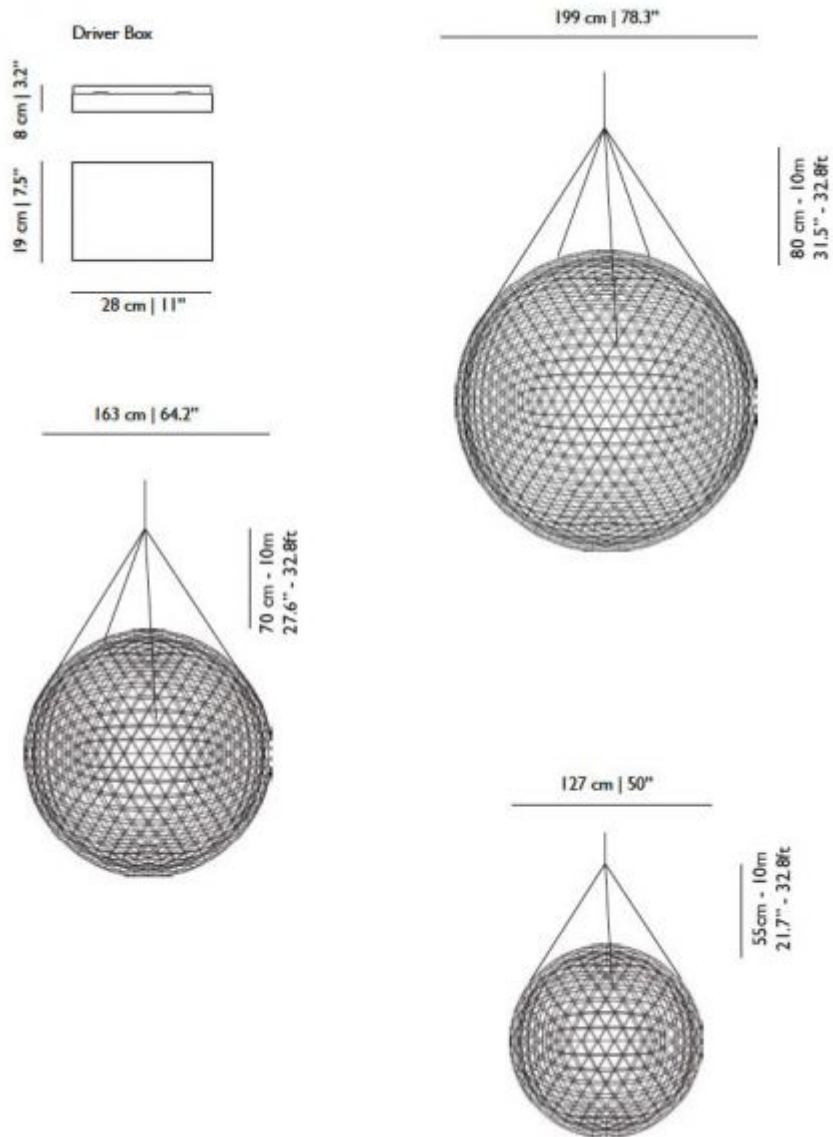 Driver Box
8 cm | 3.2"
19 cm | 7.5"
28 cm | 11"
199 cm | 78.3"
80 cm - 10m
31.5" - 32.8ft
163 cm | 64.2"
70 cm - 10m
27.6" - 32.8ft
127 cm | 50"
55cm - 10m
21.7" - 32.8ft